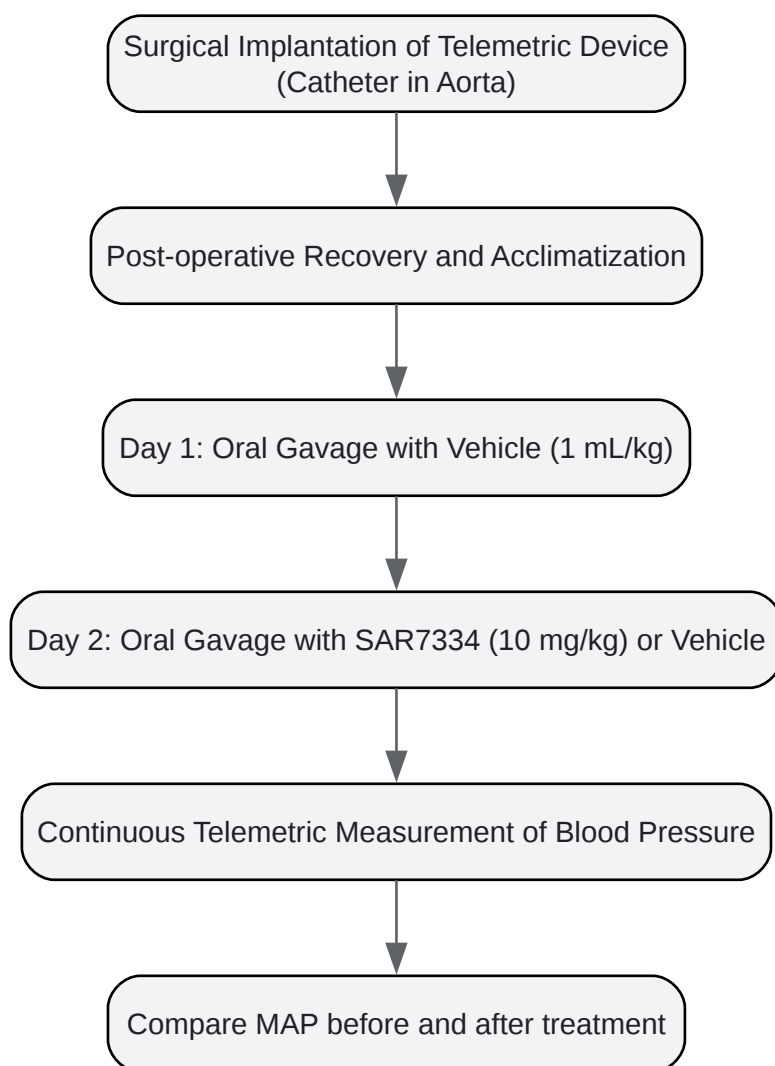 Surgical Implantation of Telemetric Device
(Catheter in Aorta)
Post-operative Recovery and Acclimatization
Day 1: Oral Gavage with Vehicle (1 mL/kg)
Day 2: Oral Gavage with SAR7334 (10 mg/kg) or Vehicle
Continuous Telemetric Measurement of Blood Pressure
Compare MAP before and after treatment